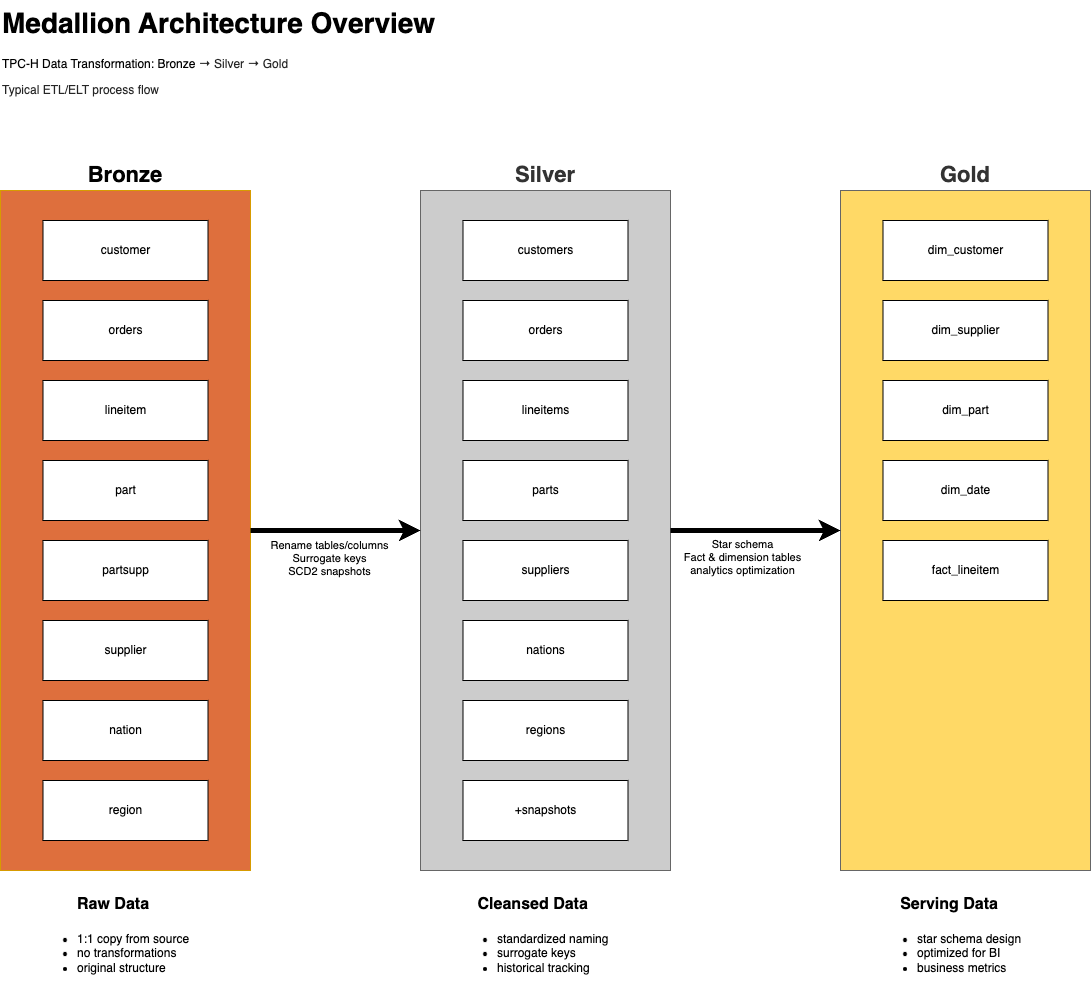 Medallion Architecture Overview
TPC-H Data Transformation: Bronze → Silver → Gold
Typical ETL/ELT process flow
Bronze
customer
orders
lineitem
part
partsupp
supplier
nation
region
Raw Data
• 1:1 copy from source
• no transformations
• original structure
Rename tables/columns
Surrogate keys
SCD2 snapshots
Silver
customers
orders
lineitems
parts
suppliers
nations
regions
+snapshots
Cleansed Data
• standardized naming
• surrogate keys
• historical tracking
Star schema
Fact & dimension tables
analytics optimization
Gold
dim_customer
dim_supplier
dim_part
dim_date
fact_lineitem
Serving Data
• star schema design
• optimized for BI
• business metrics